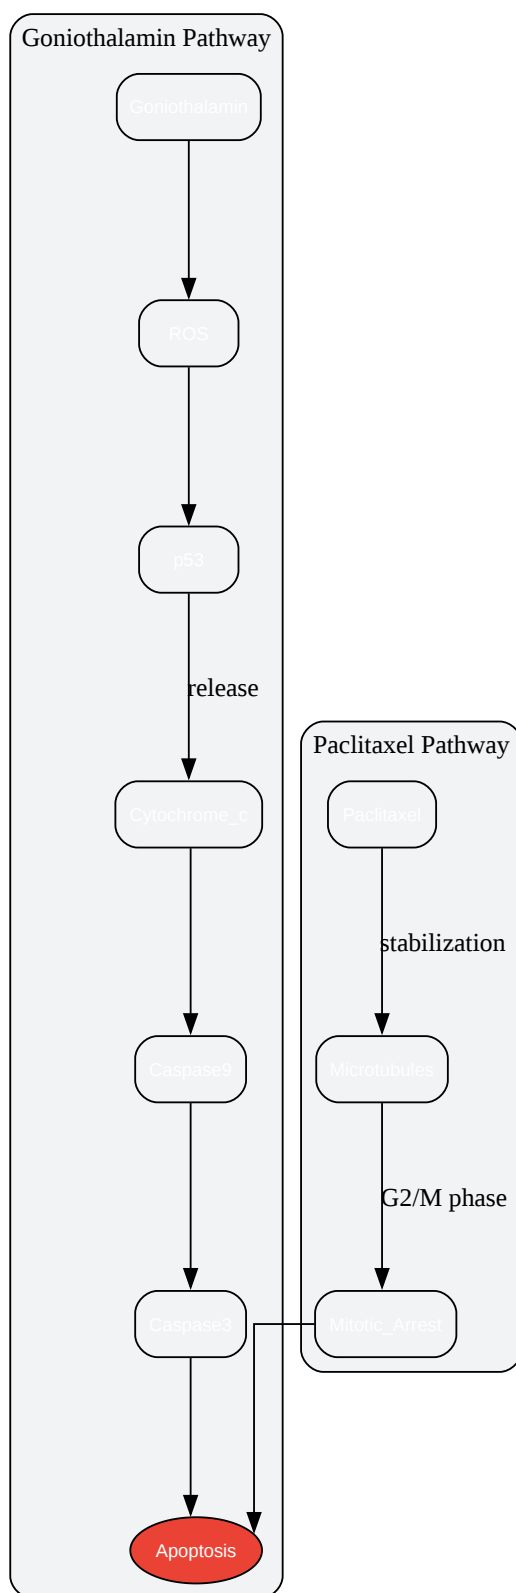 Goniothalamin Pathway
Goniothalamin
ROS
p53
release
Cytochrome_c
Caspase9
Caspase3
Apoptosis
Paclitaxel Pathway
Paclitaxel
stabilization
Microtubules
G2/M phase
Mitotic_Arrest